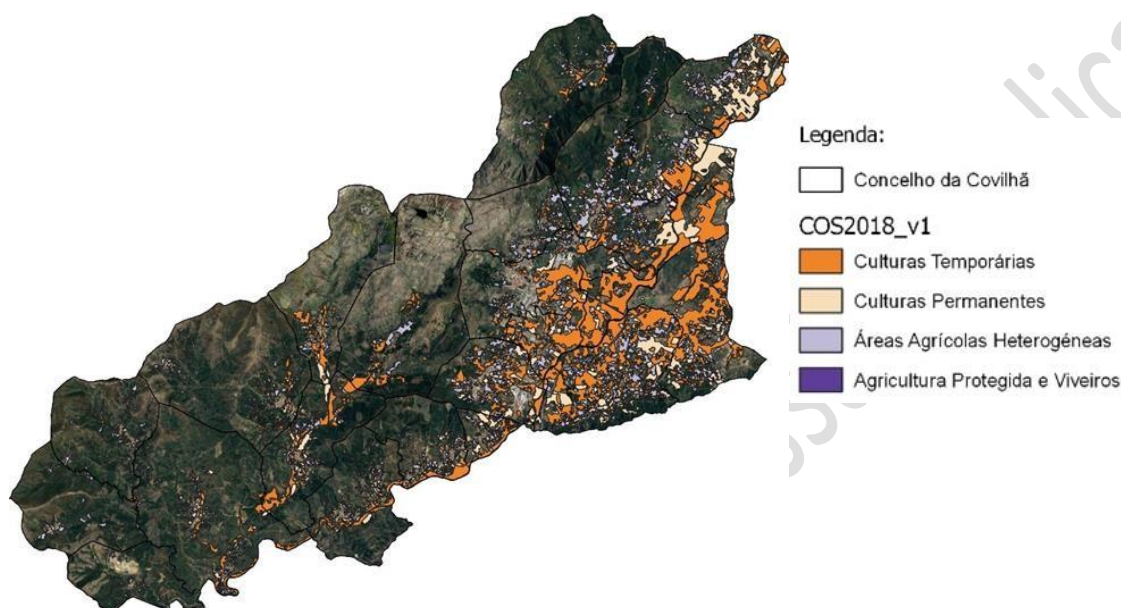 Legenda:
Concelho da Covilhã
COS2018_v1
Culturas Temporárias
Culturas Permanentes
Áreas Agrícolas Heterogéneas
Agricultura Protegida e Viveiros